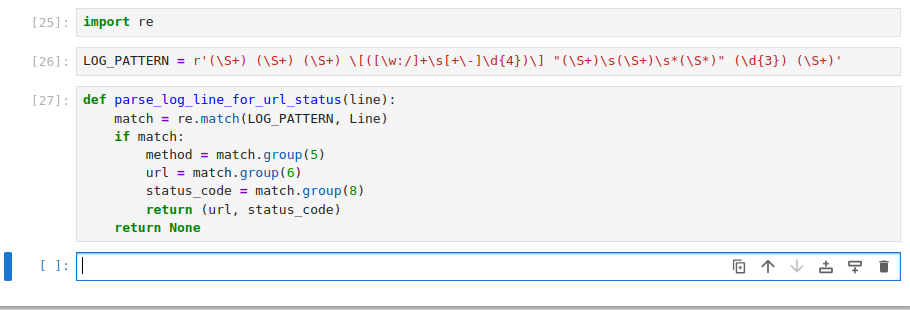 [25]: import re
[26]: LOG_PATTERN = r'(\S+) (\S+) (\S+) \[([\w:/]+\s[+\-]\d{4})\] "(\S+)\s(\S+)\s*(\S*)" (\d{3}) (\S+)'
[27]: def parse_log_line_for_url_status(line):
    match = re.match(LOG_PATTERN, Line)
    if match:
        method = match.group(5)
        url = match.group(6)
        status_code = match.group(8)
        return (url, status_code)
    return None
[ ]: